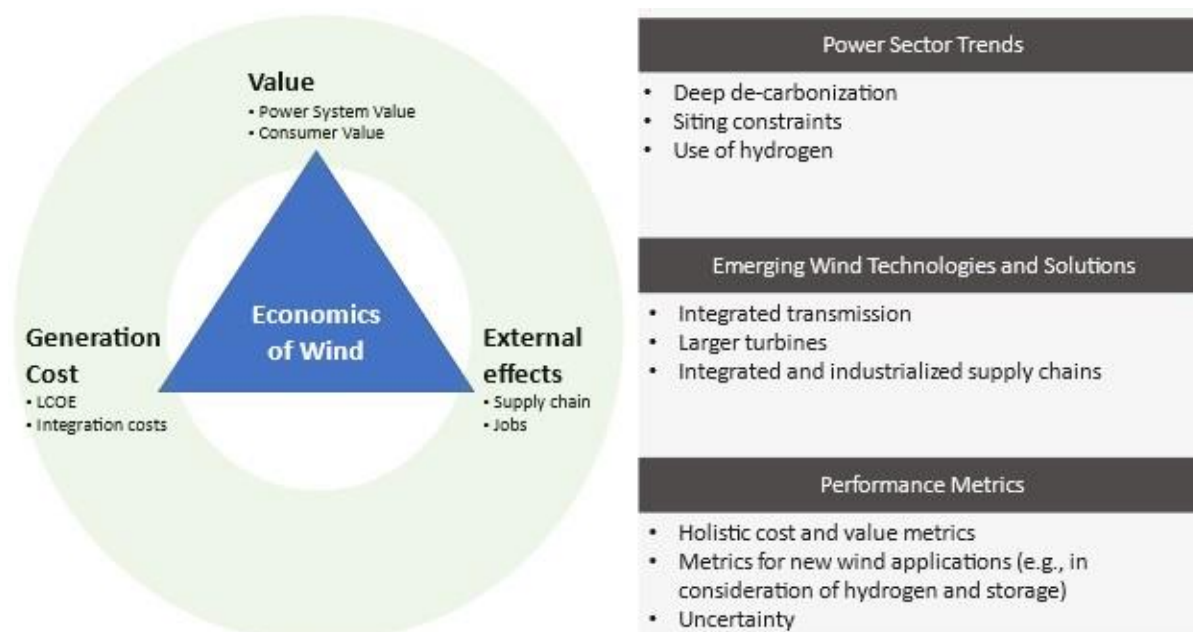 Value
• Power System Value
• Consumer Value
Economics
of Wind
Generation
Cost
• LCOE
• Integration costs
External
effects
• Supply chain
• Jobs
Power Sector Trends
• Deep de-carbonization
• Siting constraints
• Use of hydrogen
Emerging Wind Technologies and Solutions
• Integrated transmission
• Larger turbines
• Integrated and industrialized supply chains
Performance Metrics
• Holistic cost and value metrics
• Metrics for new wind applications (e.g., in
consideration of hydrogen and storage)
• Uncertainty